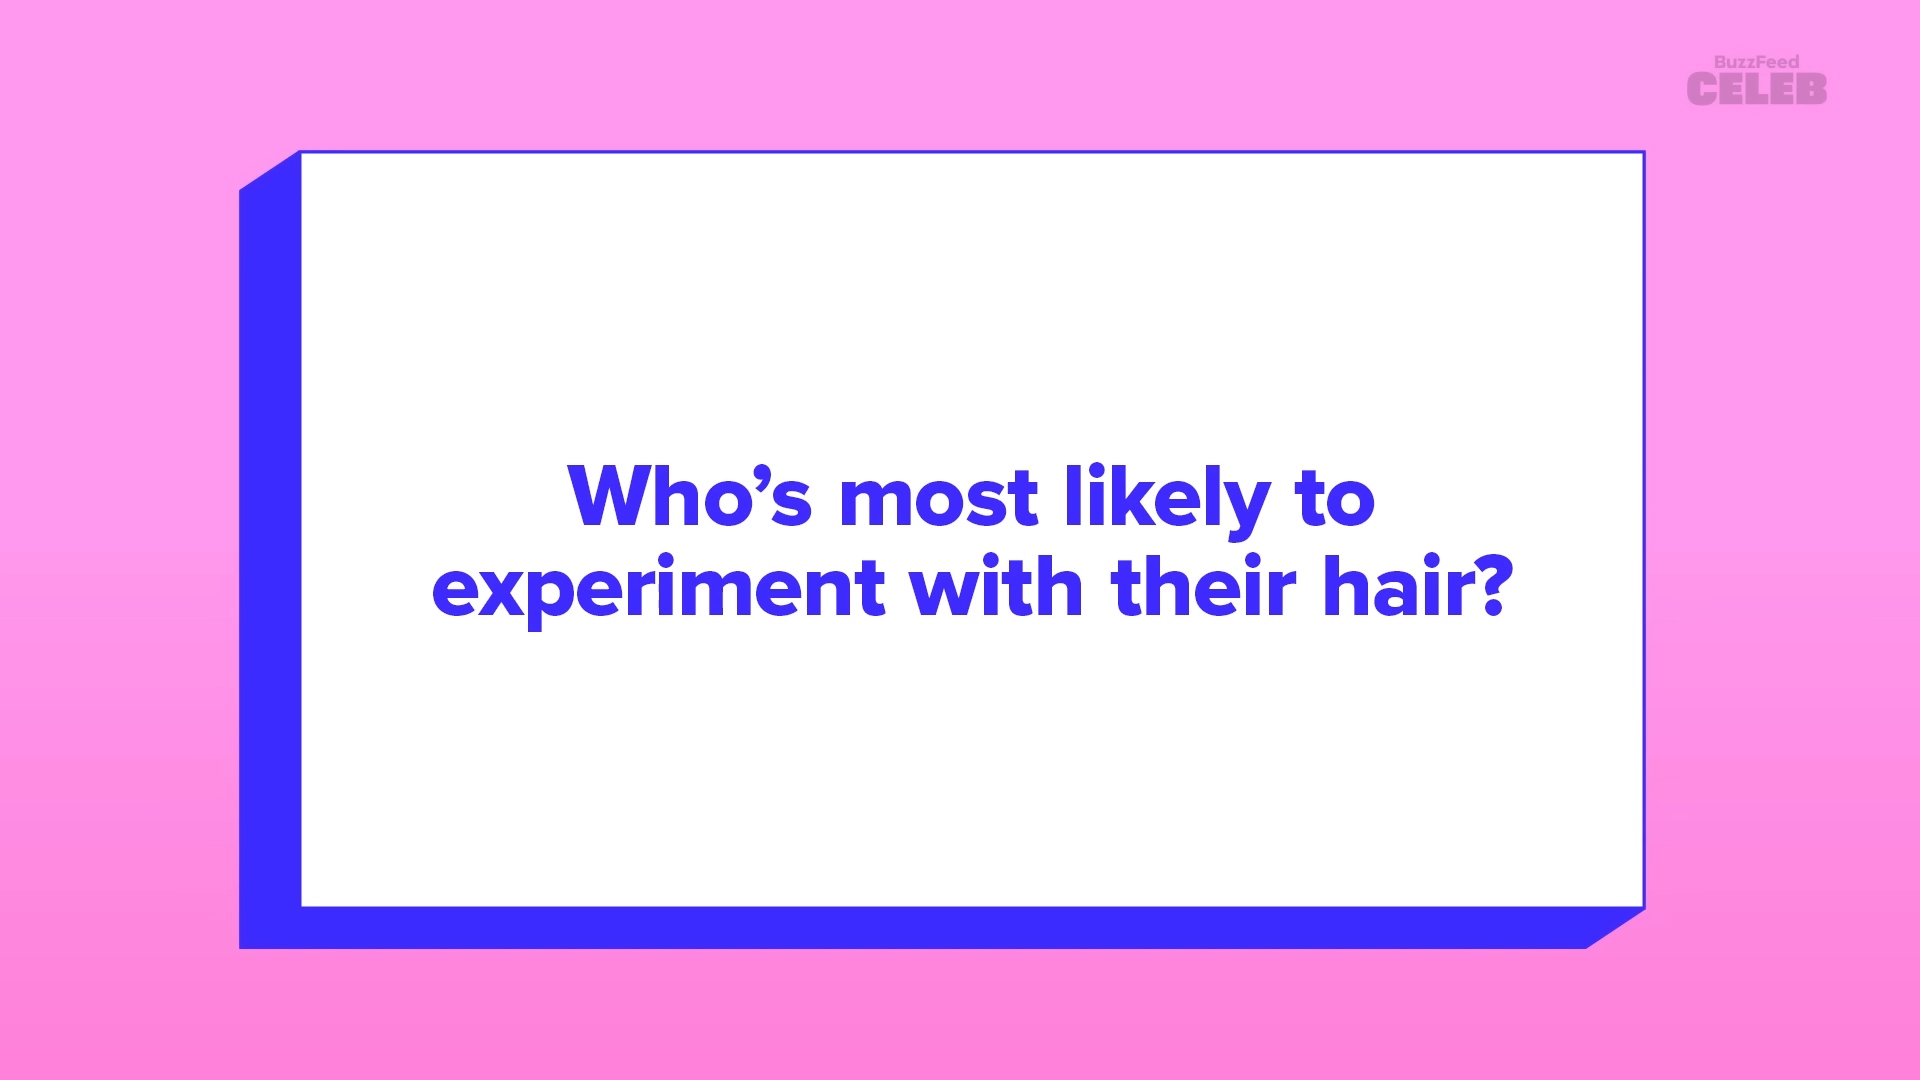 BuzzFeed
CELEB
Who’s most likely to
experiment with their hair?